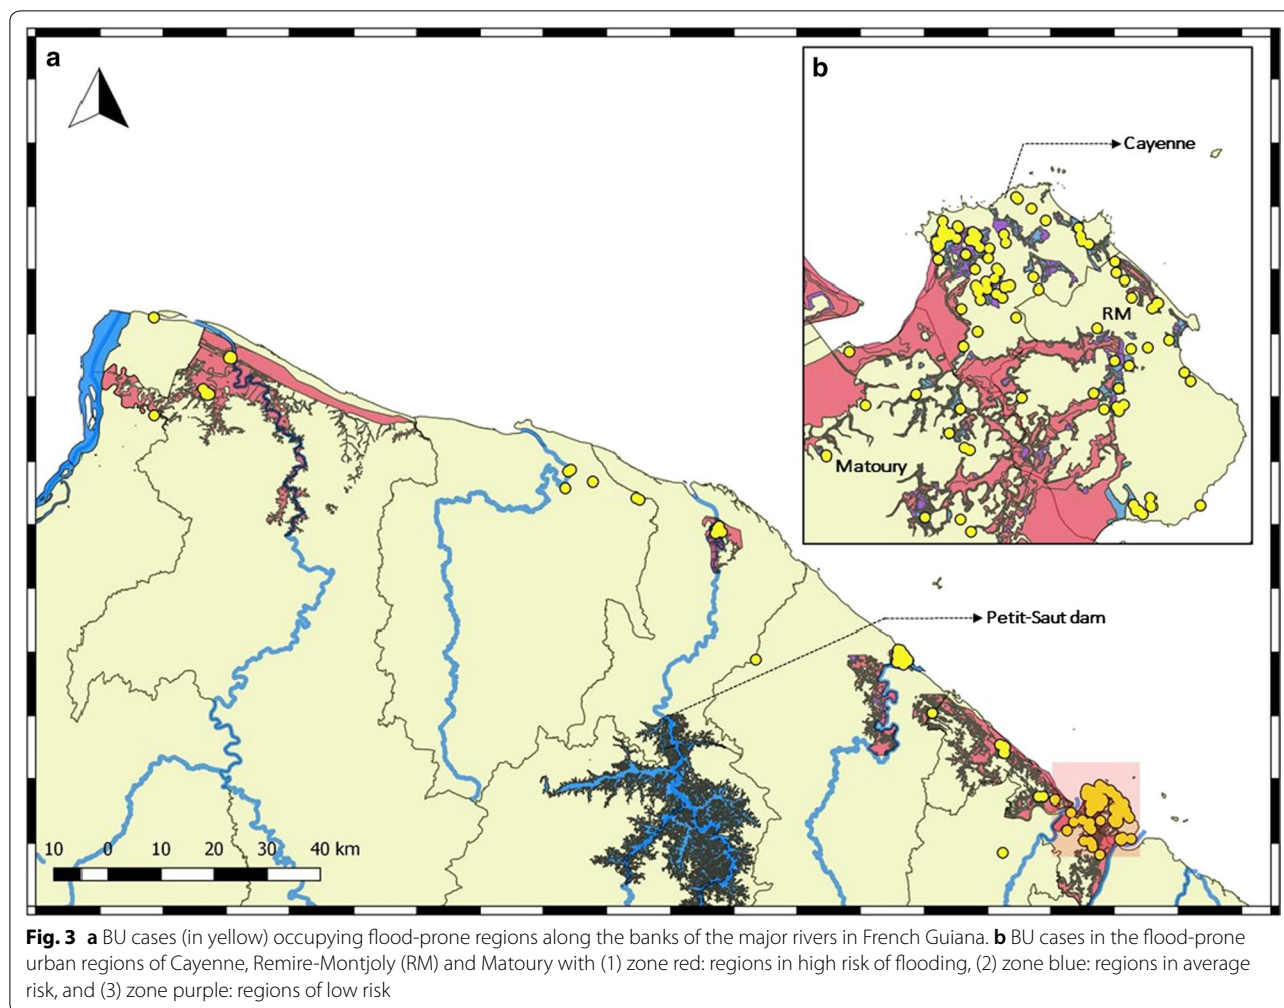 a
b
Cayenne
RM
Matoury
Petit-Saut dam
10 0 10 20 30 40 km
Fig. 3 a BU cases (in yellow) occupying flood-prone regions along the banks of the major rivers in French Guiana. b BU cases in the flood-prone
urban regions of Cayenne, Remire-Montjoly (RM) and Matoury with (1) zone red: regions in high risk of flooding, (2) zone blue: regions in average
risk, and (3) zone purple: regions of low risk